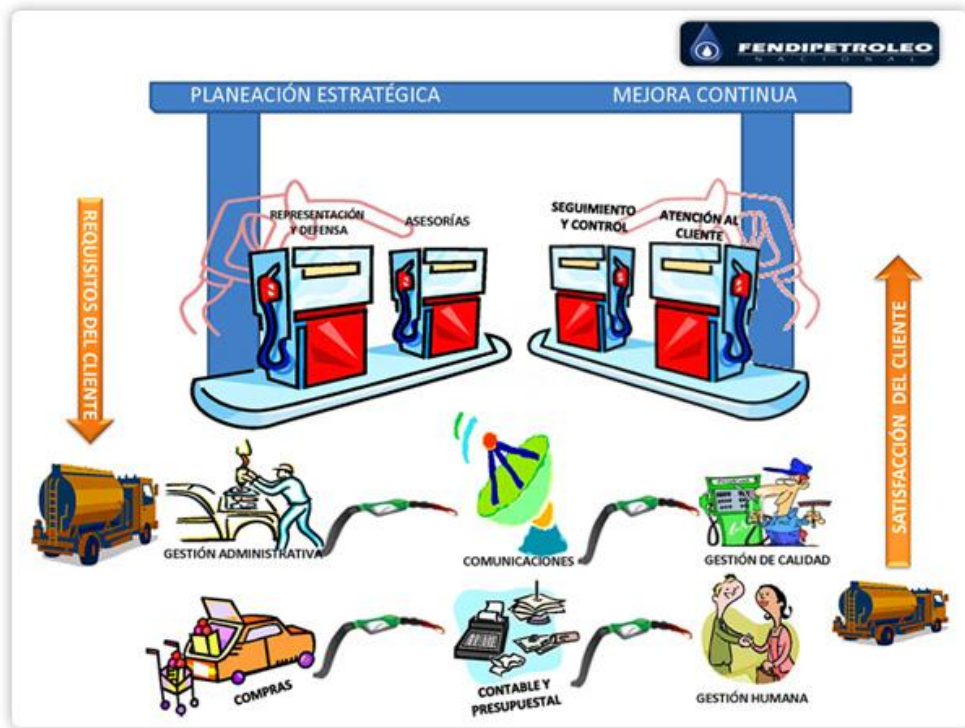 FENDIPETROLEO
NACIONAL
PLANEACIÓN ESTRATÉGICA
MEJORA CONTINUA
REPRESENTACIÓN
Y DEFENSA
ASESORÍAS
SEGUIMIENTO
Y CONTROL
ATENCIÓN AL
CLIENTE
REQUISITOS DEL CLIENTE
SATISFACCIÓN DEL CLIENTE
GESTIÓN ADMINISTRATIVA
COMUNICACIONES
GESTIÓN DE CALIDAD
COMPRAS
CONTABLE Y
PRESUPUESTAL
GESTIÓN HUMANA